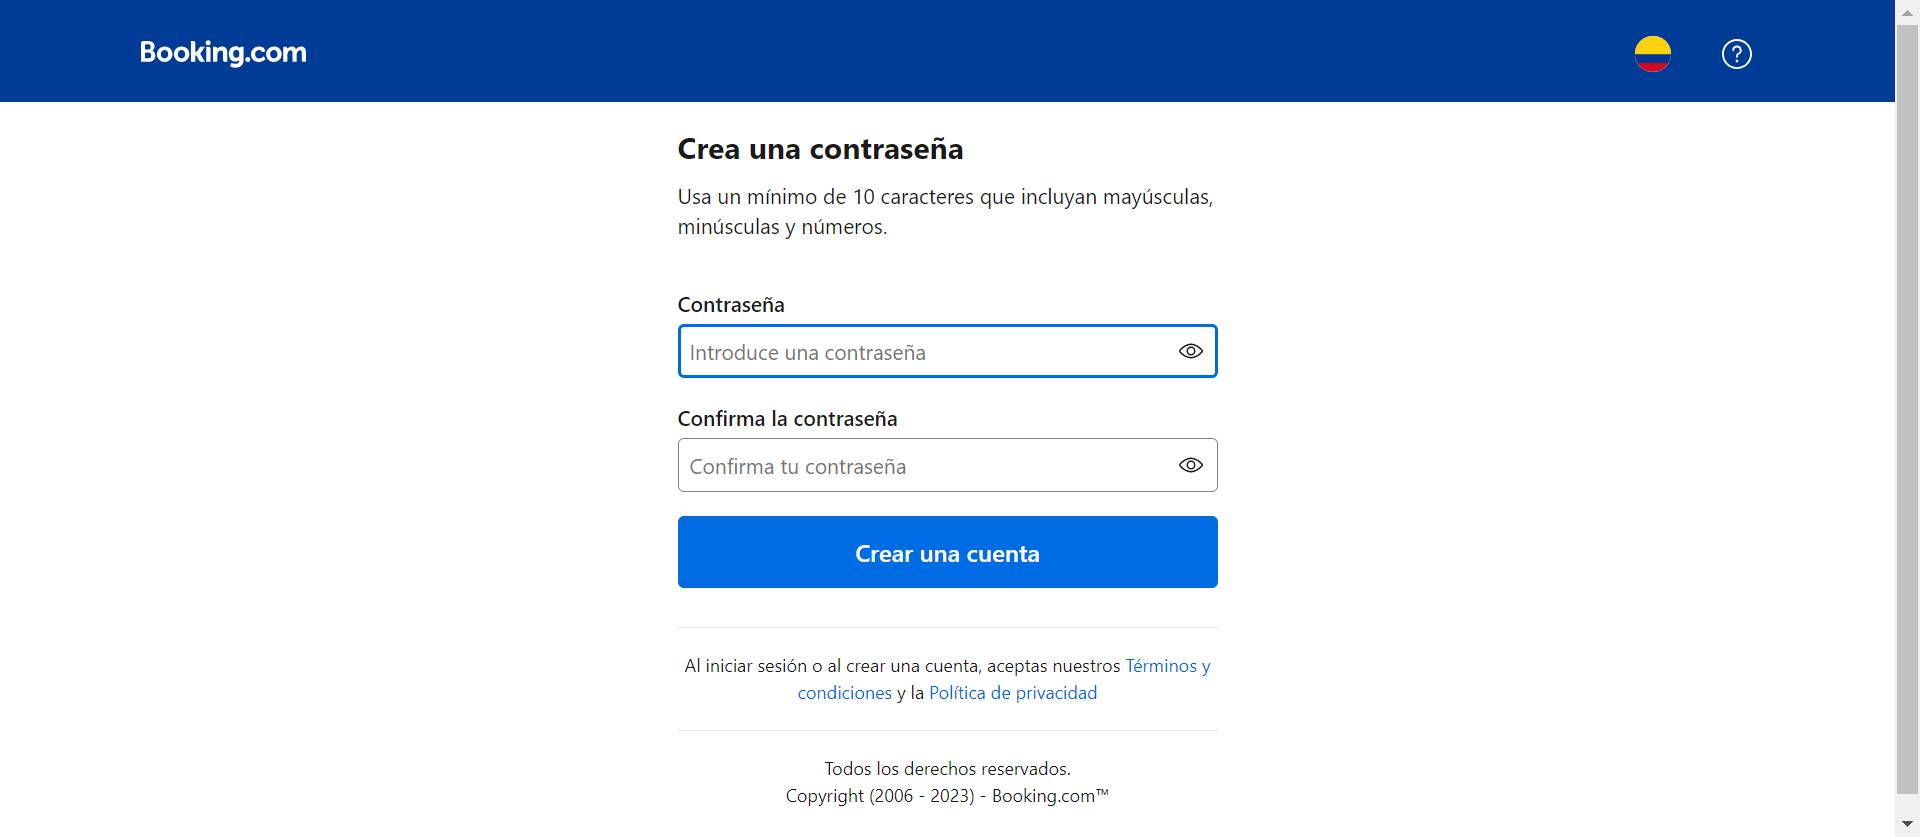 Booking.com
?
Crea una contraseña
Usa un mínimo de 10 caracteres que incluyan mayúsculas,
minúsculas y números.
Contraseña
Introduce una contraseña
Confirma la contraseña
Confirma tu contraseña
Crear una cuenta
Al iniciar sesión o al crear una cuenta, aceptas nuestros Términos y
condiciones y la Política de privacidad
Todos los derechos reservados.
Copyright (2006 - 2023) - Booking.com™